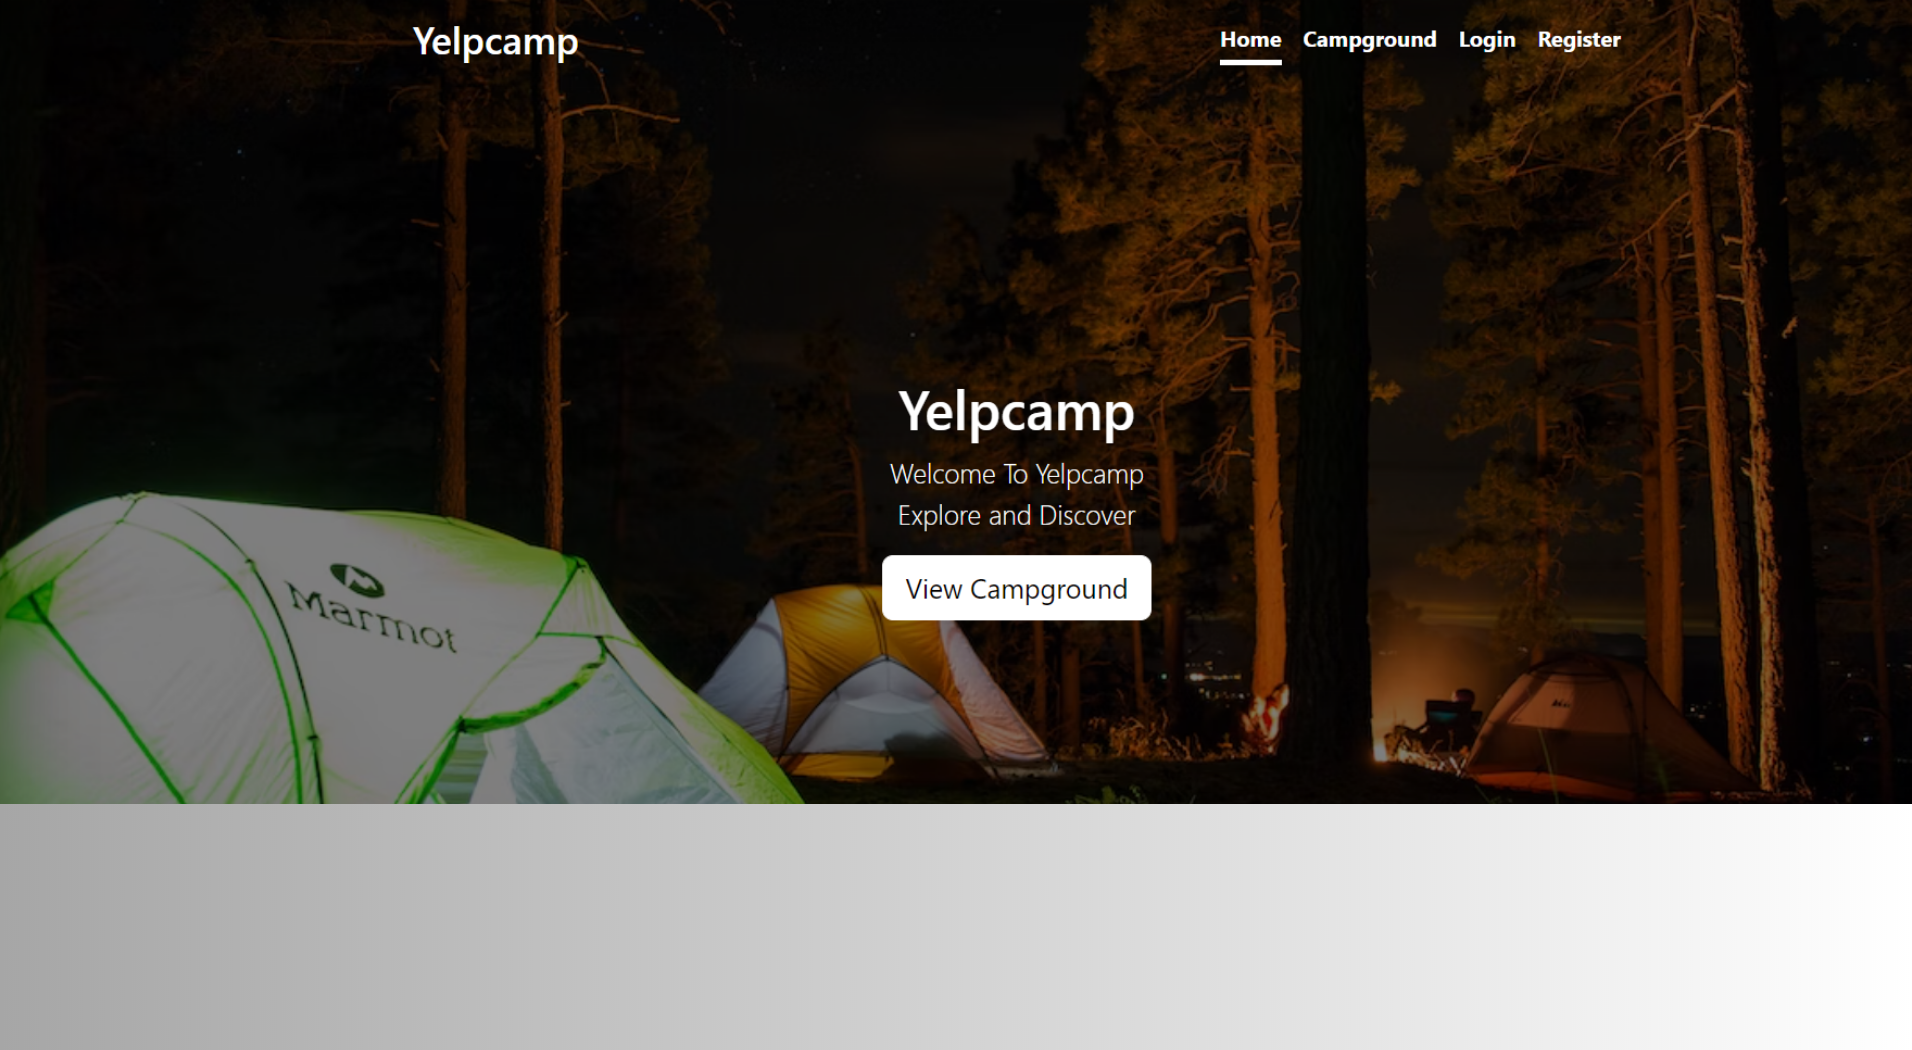 Yelpcamp
Home Campground Login Register
Yelpcamp
Welcome To Yelpcamp
Explore and Discover
View Campground
Marmot